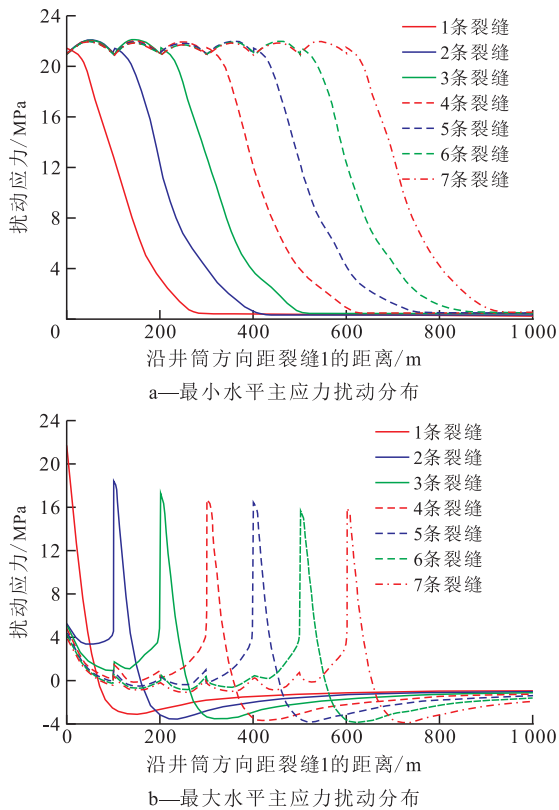 24
20
16
12
8
4
0
200
400
600
800
1 000
扰动应力/MPa
1条裂缝
2条裂缝
3条裂缝
4条裂缝
5条裂缝
6条裂缝
7条裂缝
沿井筒方向距裂缝1的距离/m
a—最小水平主应力扰动分布
24
20
16
12
8
4
0
-4
0
200
400
600
800
1 000
扰动应力/MPa
1条裂缝
2条裂缝
3条裂缝
4条裂缝
5条裂缝
6条裂缝
7条裂缝
沿井筒方向距裂缝1的距离/m
b—最大水平主应力扰动分布